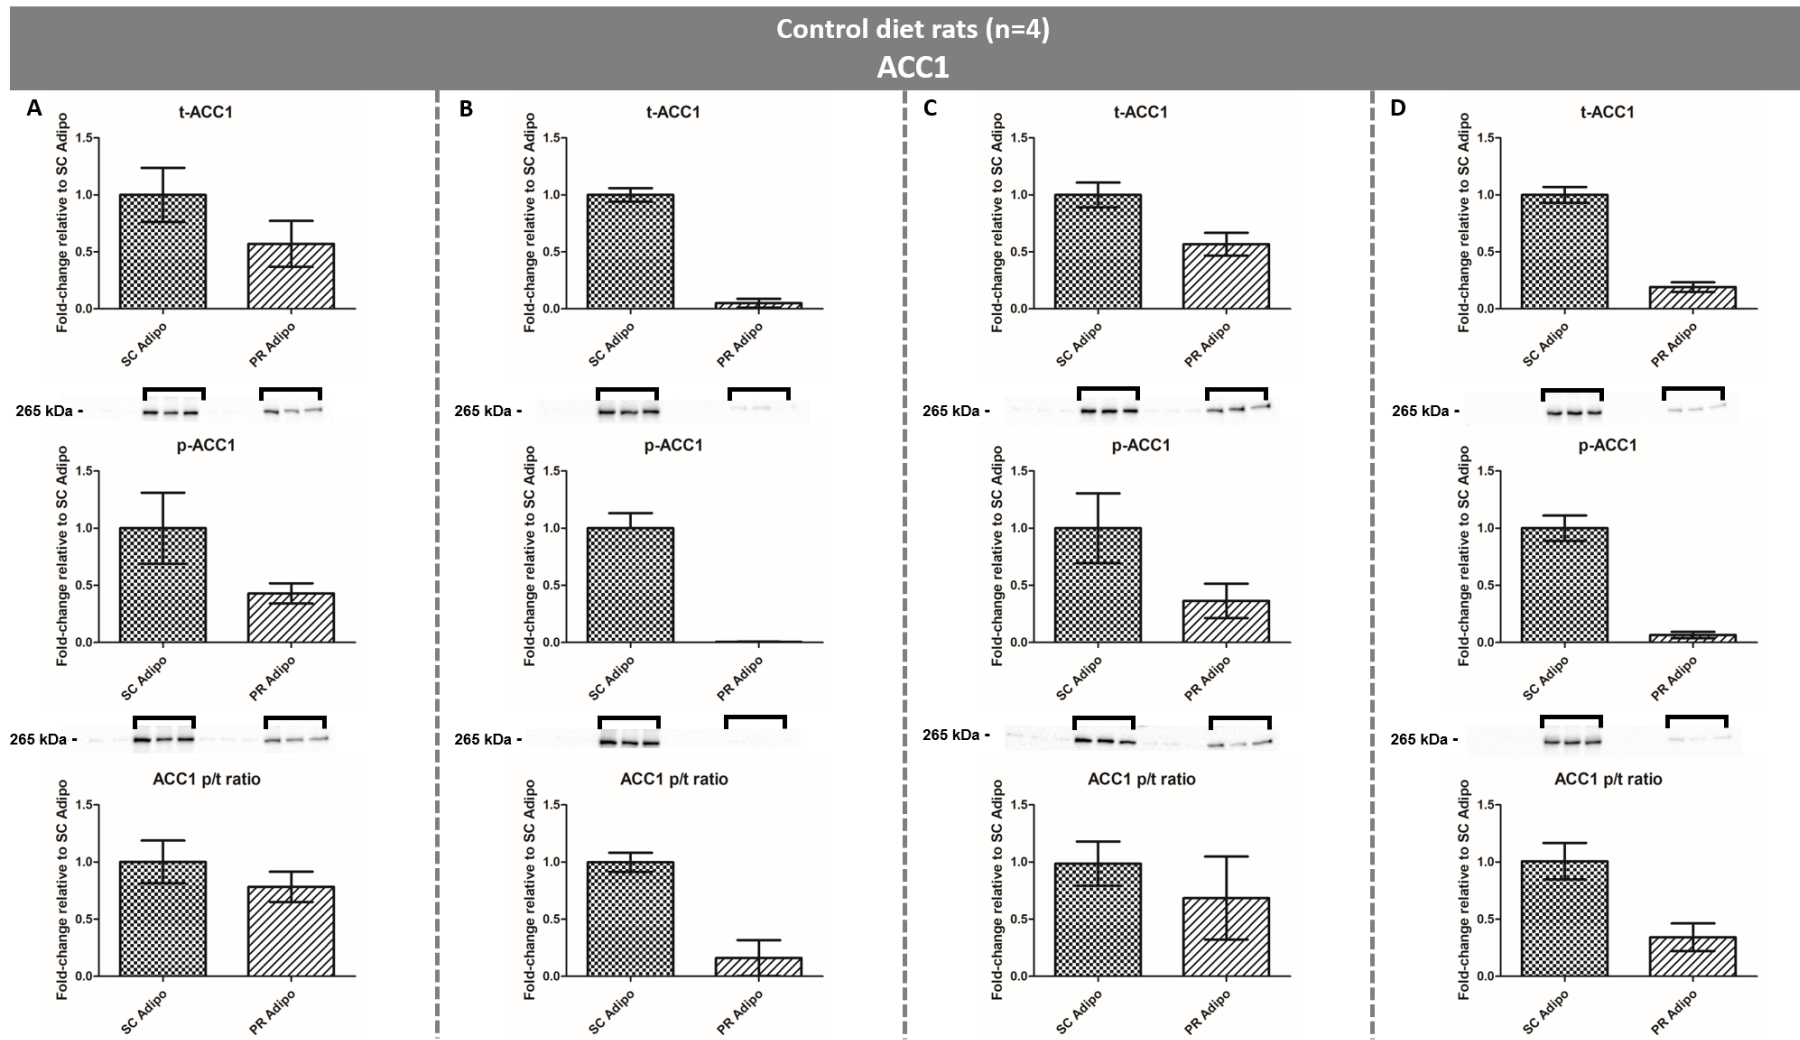 Control diet rats (n=4)
ACC1
A
t-ACC1
Fold-change relative to SC Adipo
1.5
1.0
0.5
0.0
SC Adipo
PR Adipo
265 kDa -
p-ACC1
Fold-change relative to SC Adipo
1.5
1.0
0.5
0.0
SC Adipo
PR Adipo
265 kDa -
ACC1 p/t ratio
Fold-change relative to SC Adipo
1.5
1.0
0.5
0.0
SC Adipo
PR Adipo
B
t-ACC1
Fold-change relative to SC Adipo
1.5
1.0
0.5
0.0
SC Adipo
PR Adipo
265 kDa -
p-ACC1
Fold-change relative to SC Adipo
1.5
1.0
0.5
0.0
SC Adipo
PR Adipo
265 kDa -
ACC1 p/t ratio
Fold-change relative to SC Adipo
1.5
1.0
0.5
0.0
SC Adipo
PR Adipo
C
t-ACC1
Fold-change relative to SC Adipo
1.5
1.0
0.5
0.0
SC Adipo
PR Adipo
265 kDa -
p-ACC1
Fold-change relative to SC Adipo
1.5
1.0
0.5
0.0
SC Adipo
PR Adipo
265 kDa -
ACC1 p/t ratio
Fold-change relative to SC Adipo
1.5
1.0
0.5
0.0
SC Adipo
PR Adipo
D
t-ACC1
Fold-change relative to SC Adipo
1.5
1.0
0.5
0.0
SC Adipo
PR Adipo
265 kDa -
p-ACC1
Fold-change relative to SC Adipo
1.5
1.0
0.5
0.0
SC Adipo
PR Adipo
265 kDa -
ACC1 p/t ratio
Fold-change relative to SC Adipo
1.5
1.0
0.5
0.0
SC Adipo
PR Adipo